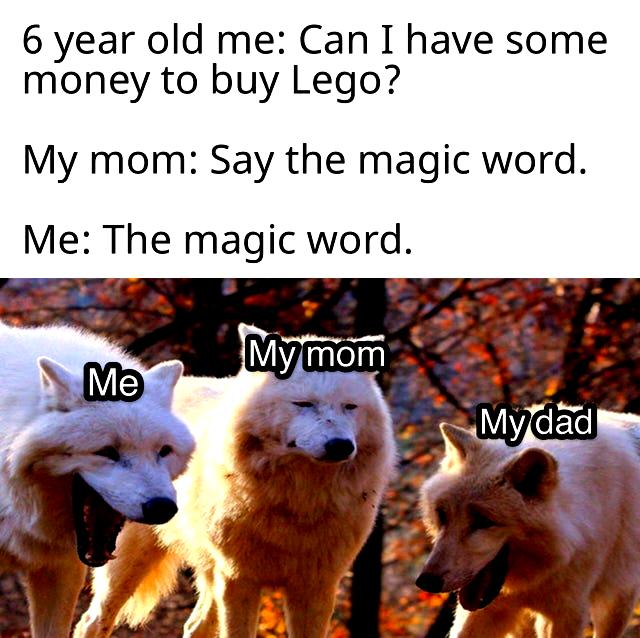 6 year old me: Can I have some
money to buy Lego?
My mom: Say the magic word.
Me: The magic word.
My mom
Me
My dad